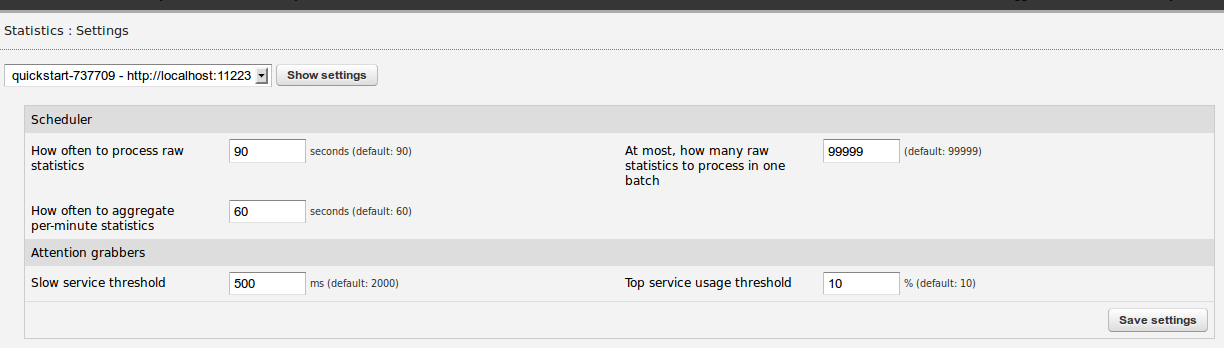 Statistics : Settings
quickstart-737709 - http://localhost:11223
Show settings
Scheduler
How often to process raw
statistics
90
seconds (default: 90)
At most, how many raw
statistics to process in one
batch
99999
(default: 99999)
How often to aggregate
per-minute statistics
60
seconds (default: 60)
Attention grabbers
Slow service threshold
500
ms (default: 2000)
Top service usage threshold
10
% (default: 10)
Save settings